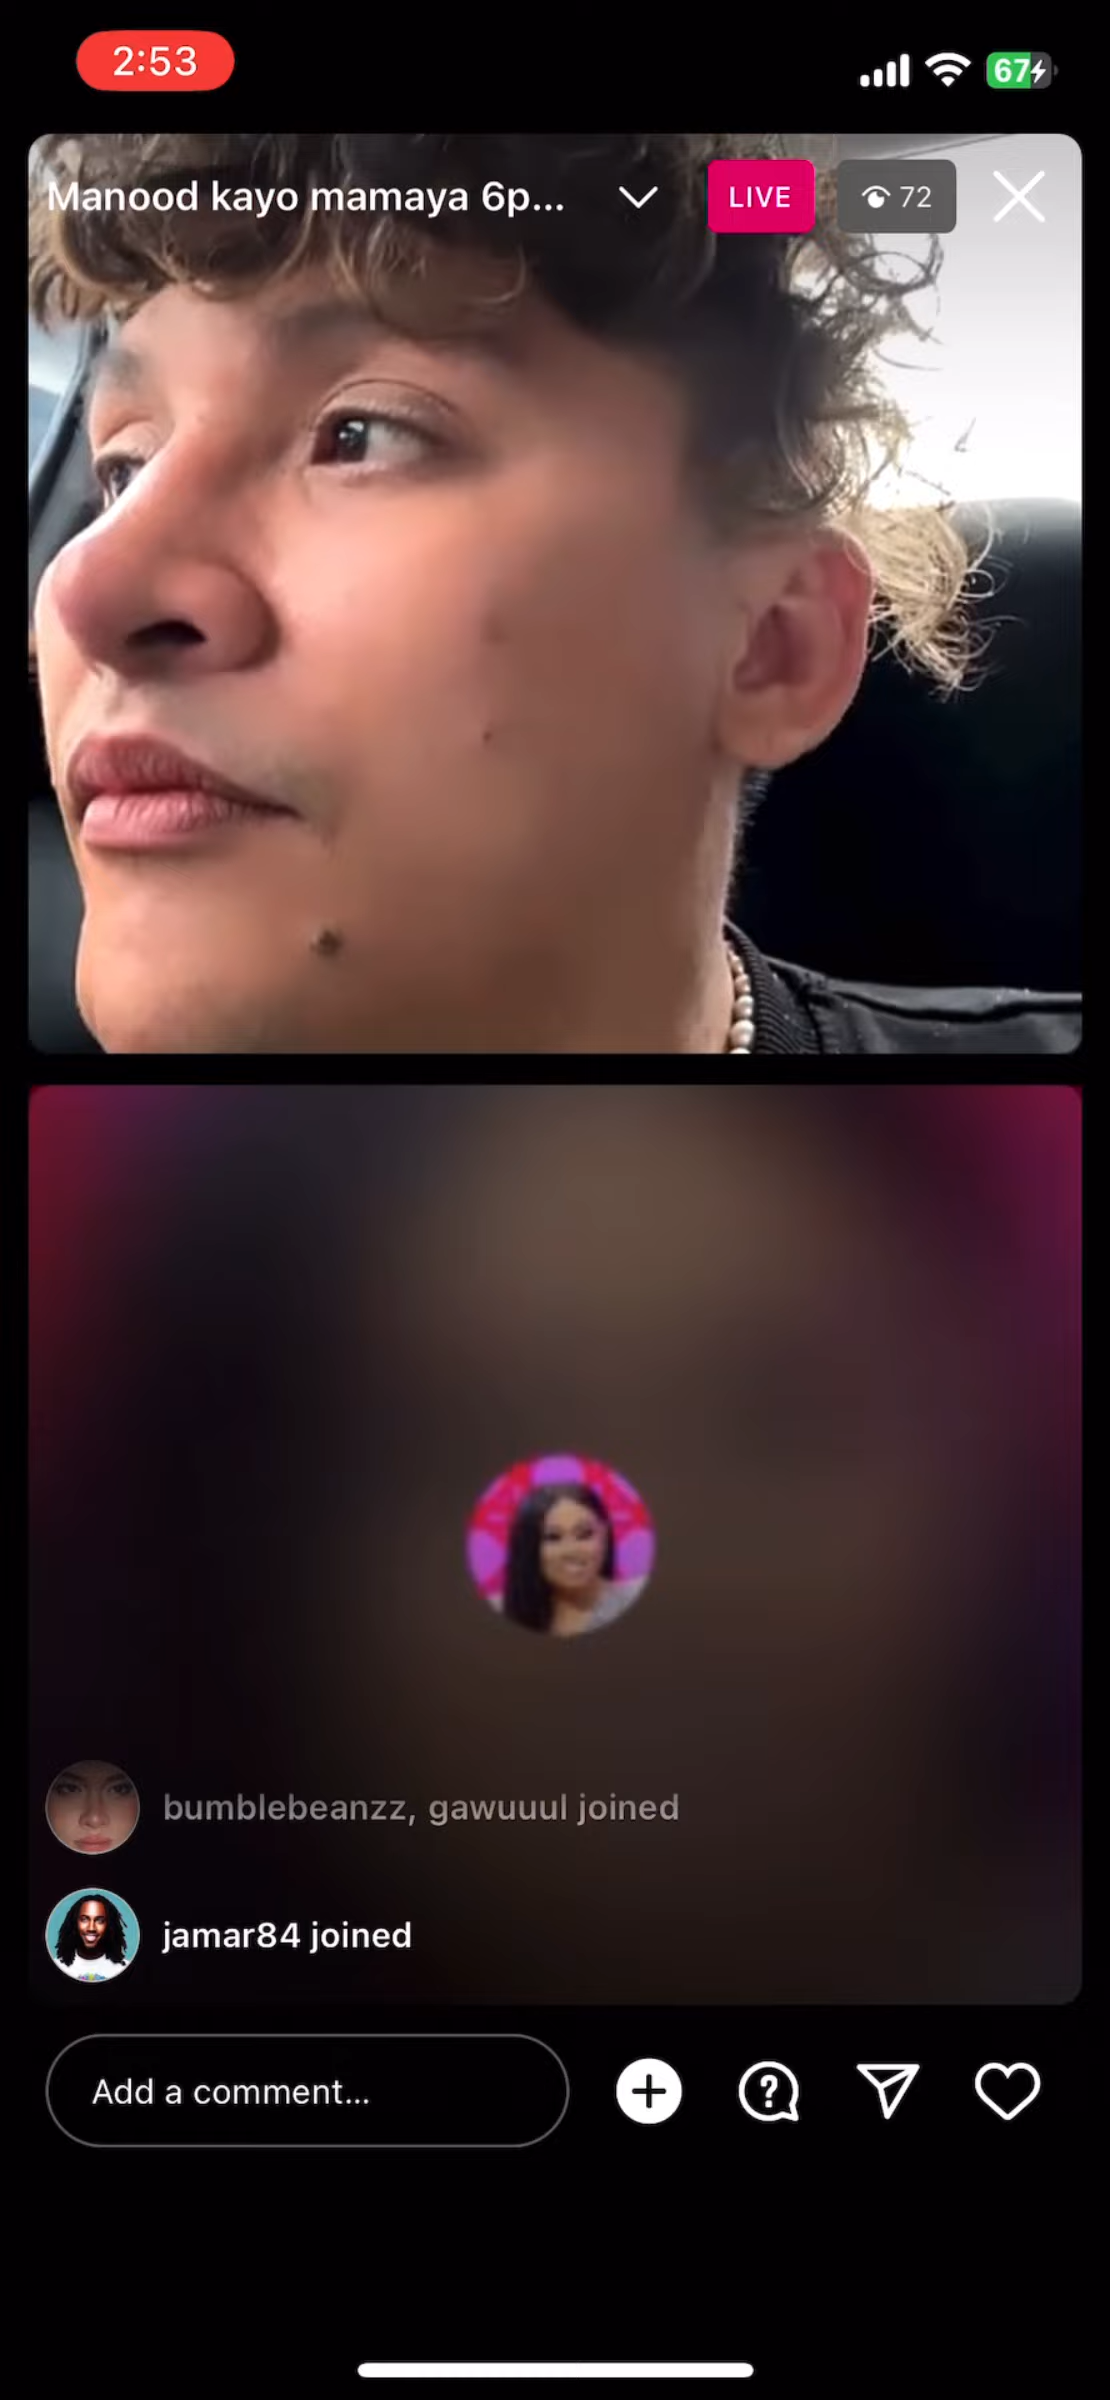 2:53
67
Manood kayo mamaya 6p...
LIVE
72
bumblebeanzz, gawuuul joined
jamar84 joined
Add a comment...